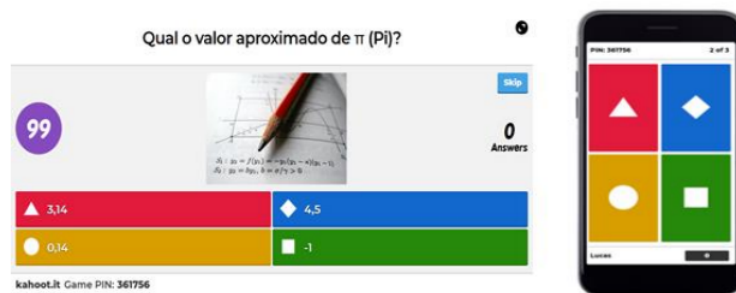 Qual o valor aproximado de π (Pi)?
Skip
99
0
Answers
3,14
4,5
0,14
-1
kahoot.it Game PIN: 361756
PIN: 361756 2 of 3
Lucas 0